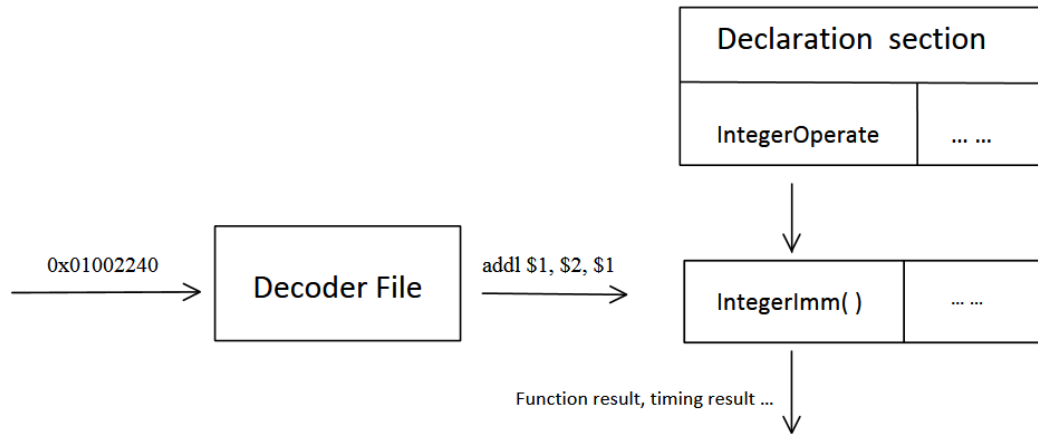 Declaration section
IntegerOperate
... ...
0x01002240
Decoder File
addl $1, $2, $1
IntegerImm( )
... ...
Function result, timing result ...